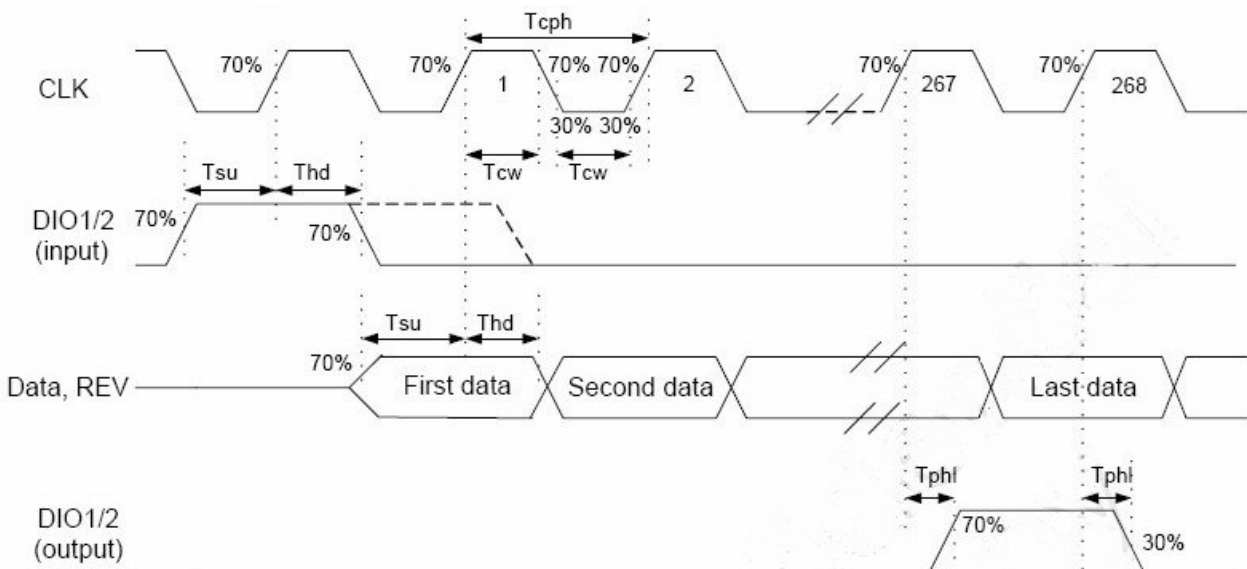 Tcph
CLK
70%
70%
1
70% 70%
2
70%
267
70%
268
30% 30%
Tsu
Thd
Tcw
Tcw
DIO1/2
(input)
70%
70%
Tsu
Thd
70%
Data, REV
First data
Second data
Last data
Tphl
Tphl
DIO1/2
(output)
70%
30%